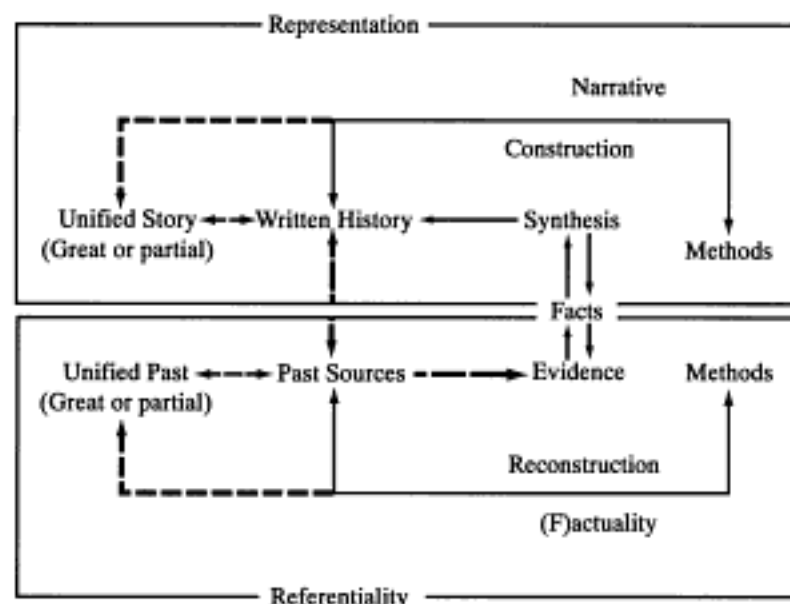 Representation
Narrative
Construction
Unified Story Written History Synthesis
(Great or partial) Methods
Facts
Unified Past Past Sources Evidence Methods
(Great or partial)
Reconstruction
(F)actuality
Referentiality